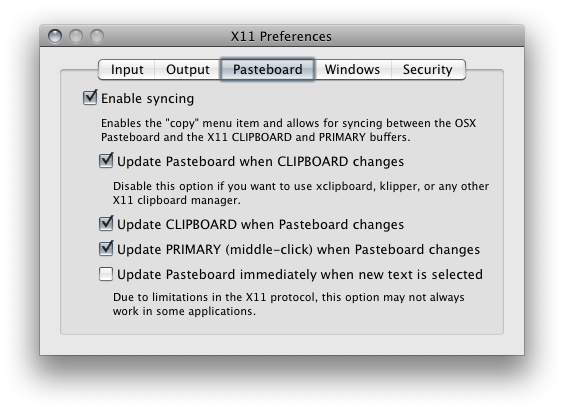 X11 Preferences
Input Output Pasteboard Windows Security
Enable syncing
Enables the "copy" menu item and allows for syncing between the OSX
Pasteboard and the X11 CLIPBOARD and PRIMARY buffers.
Update Pasteboard when CLIPBOARD changes
Disable this option if you want to use xclipboard, klipper, or any other
X11 clipboard manager.
Update CLIPBOARD when Pasteboard changes
Update PRIMARY (middle-click) when Pasteboard changes
Update Pasteboard immediately when new text is selected
Due to limitations in the X11 protocol, this option may not always
work in some applications.